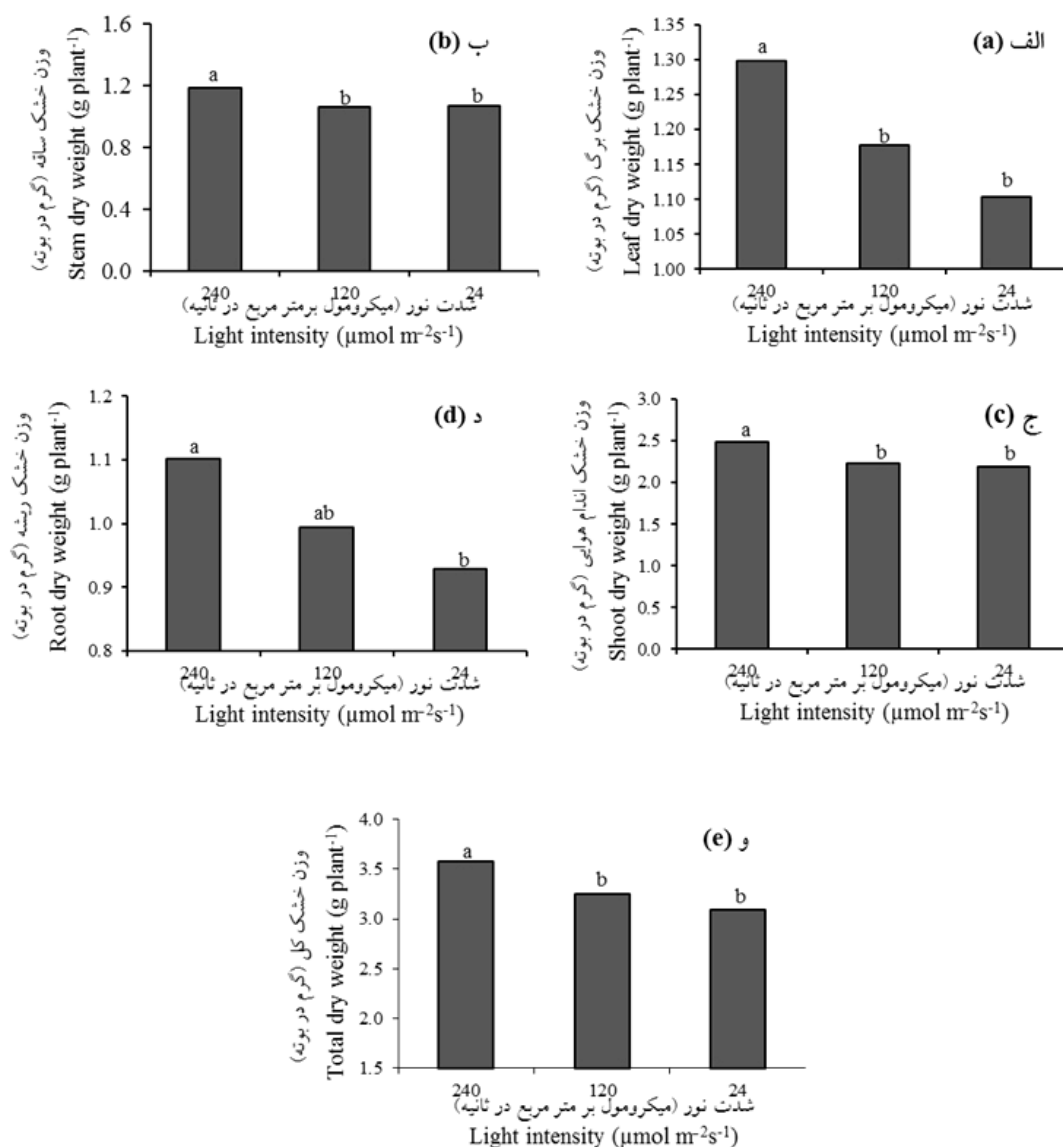 ب (b)
وزن خشک ساقه (گرم در بوته)
Stem dry weight (g plant⁻¹)
1.6
1.2
0.8
0.4
0.0
a
b
b
240 120 24
شدت نور (میکرومول برمتر مربع در ثانیه)
Light intensity (µmol m⁻²s⁻¹)
الف (a)
وزن خشک برگ (گرم در بوته)
Leaf dry weight (g plant⁻¹)
1.35
1.30
1.25
1.20
1.15
1.10
1.05
1.00
a
b
b
240 120 24
شدت نور (میکرومول بر متر مربع در ثانیه)
Light intensity (µmol m⁻²s⁻¹)
د (d)
وزن خشک ریشه (گرم در بوته)
Root dry weight (g plant⁻¹)
1.2
1.1
1.0
0.9
0.8
a
ab
b
240 120 24
شدت نور (میکرومول بر متر مربع در ثانیه)
Light intensity (µmol m⁻²s⁻¹)
ج (c)
وزن خشک اندام هوایی (گرم در بوته)
Shoot dry weight (g plant⁻¹)
3.0
2.5
2.0
1.5
1.0
0.5
0.0
a
b
b
240 120 24
شدت نور (میکرومول بر متر مربع در ثانیه)
Light intensity (µmol m⁻²s⁻¹)
و (e)
وزن خشک کل (گرم در بوته)
Total dry weight (g plant⁻¹)
4.0
3.5
3.0
2.5
2.0
1.5
a
b
b
240 120 24
شدت نور (میکرومول بر متر مربع در ثانیه)
Light intensity (µmol m⁻²s⁻¹)